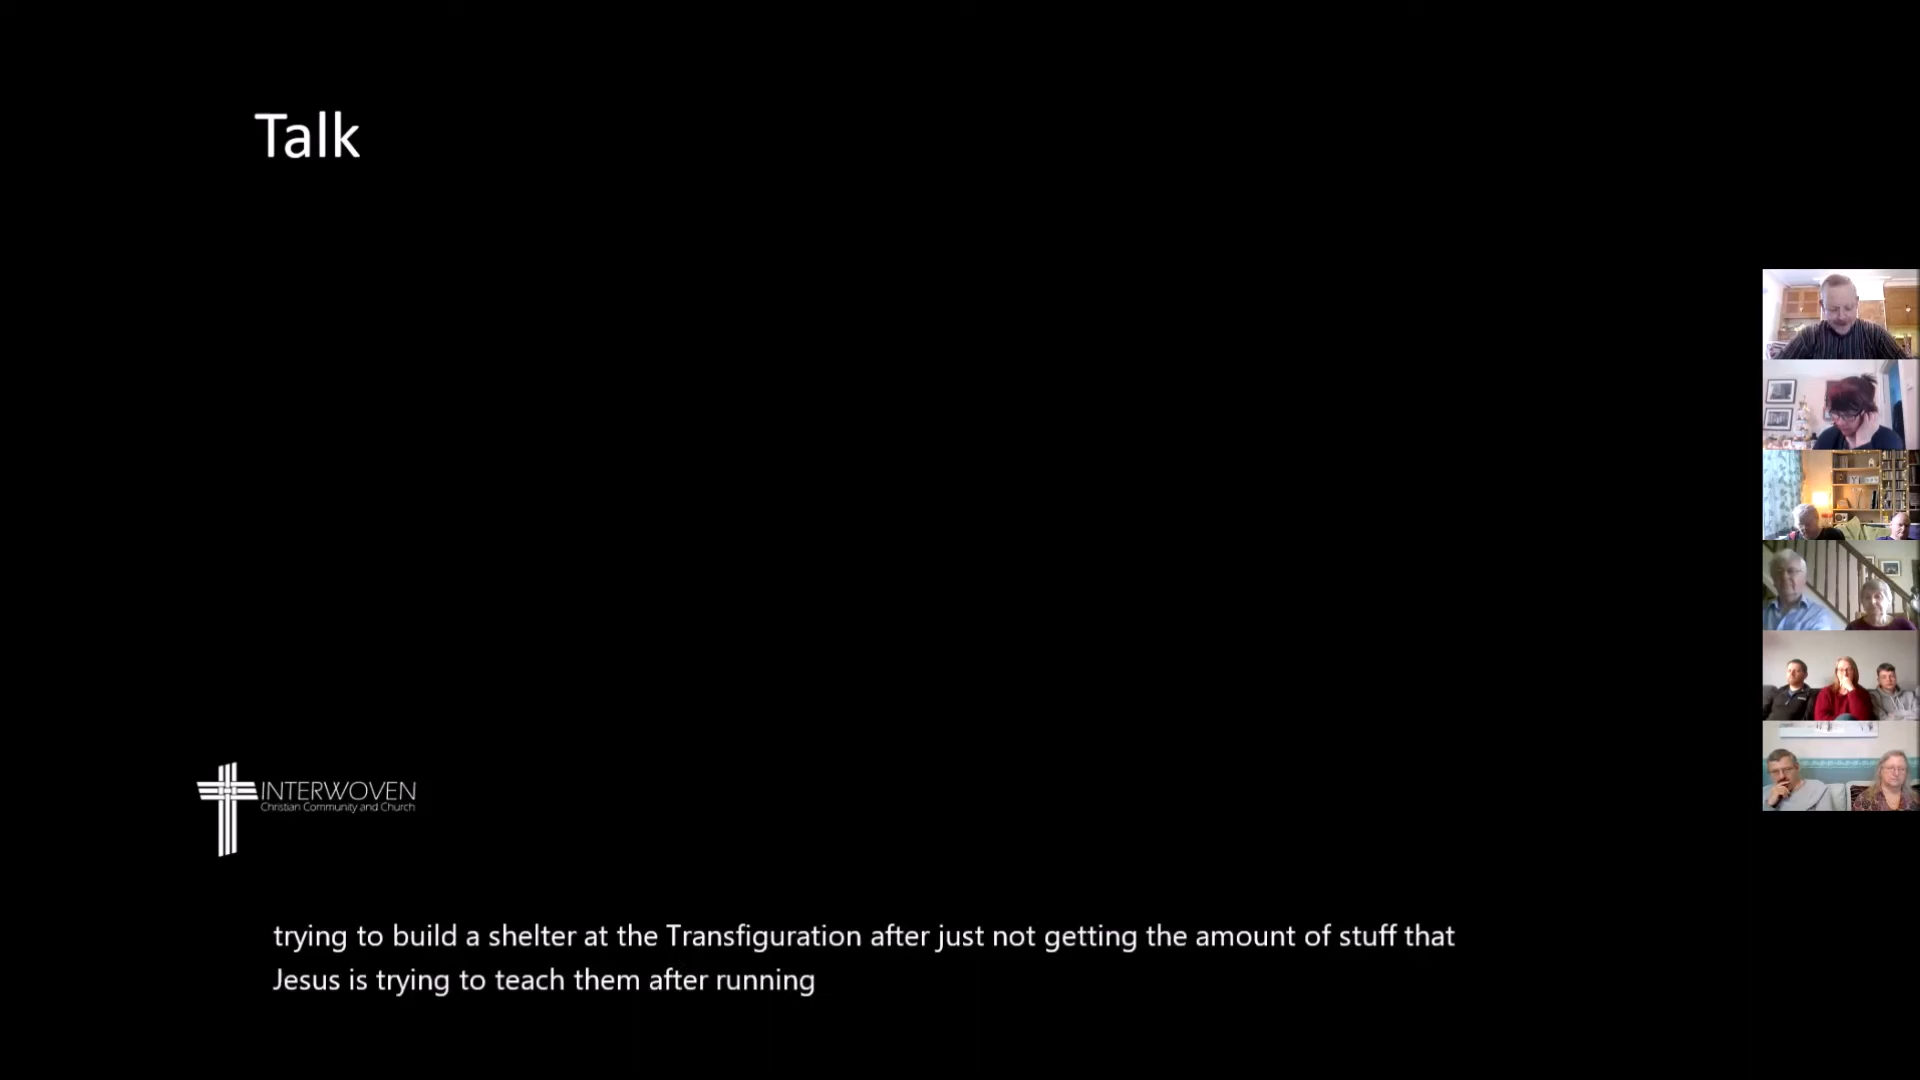 Talk
INTERWOVEN
Christian Community and Church
trying to build a shelter at the Transfiguration after just not getting the amount of stuff that
Jesus is trying to teach them after running